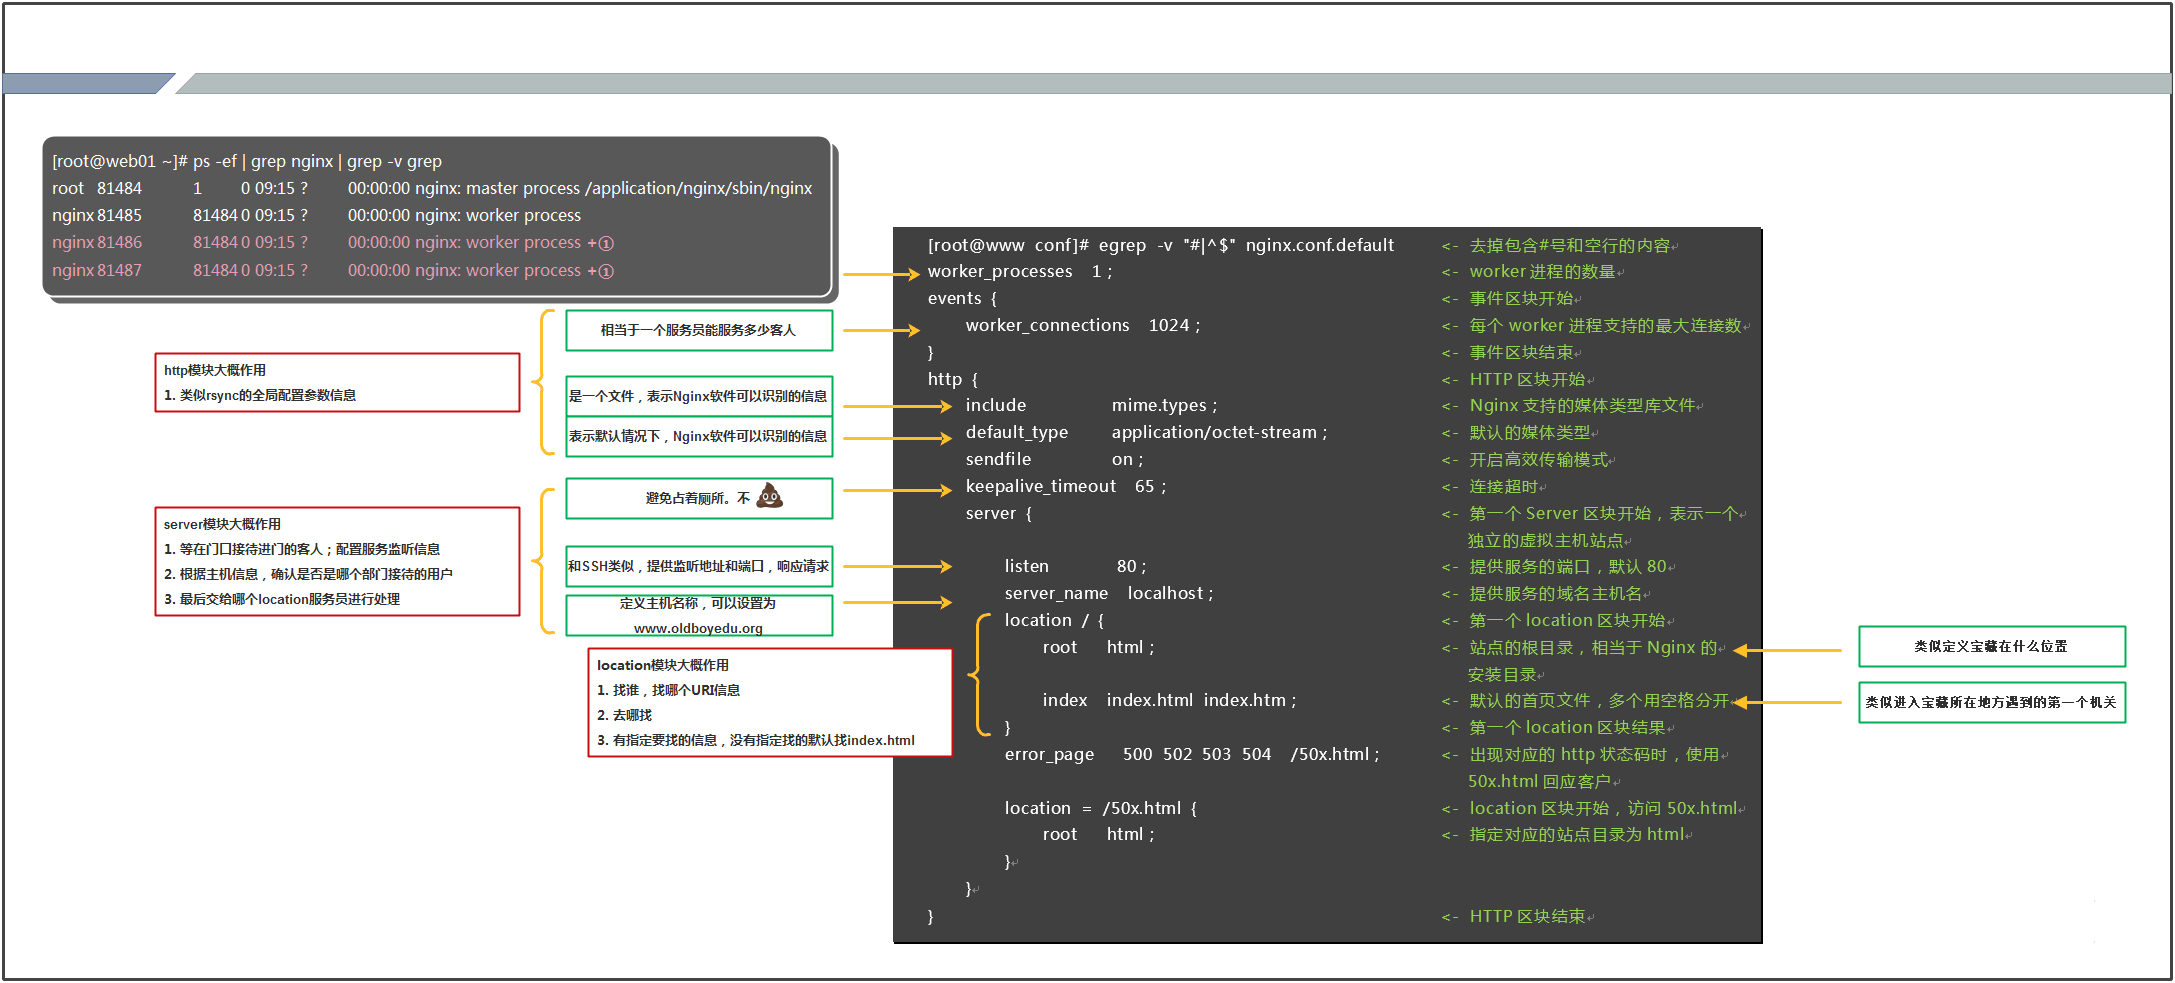 [root@web01 ~]# ps -ef | grep nginx | grep -v grep
root 81484 1 0 09:15 ? 00:00:00 nginx: master process /application/nginx/sbin/nginx
nginx 81485 81484 0 09:15 ? 00:00:00 nginx: worker process
nginx 81486 81484 0 09:15 ? 00:00:00 nginx: worker process +①
nginx 81487 81484 0 09:15 ? 00:00:00 nginx: worker process +①
相当于一个服务员能服务多少客人
http模块大概作用
1. 类似rsync的全局配置参数信息
是一个文件，表示Nginx软件可以识别的信息
表示默认情况下，Nginx软件可以识别的信息
避免占着厕所。不 💩
server模块大概作用
1. 等在门口接待进门的客人；配置服务监听信息
2. 根据主机信息，确认是否是哪个部门接待的用户
3. 最后交给哪个location服务员进行处理
和SSH类似，提供监听地址和端口，响应请求
定义主机名称，可以设置为
www.oldboyedu.org
location模块大概作用
1. 找谁，找哪个URI信息
2. 去哪找
3. 有指定要找的信息，没有指定找的默认找index.html
[root@www conf]# egrep -v "#|^$" nginx.conf.default <- 去掉包含#号和空行的内容
worker_processes 1 ; <- worker 进程的数量
events { <- 事件区块开始
worker_connections 1024 ; <- 每个 worker 进程支持的最大连接数
} <- 事件区块结束
http { <- HTTP 区块开始
include mime.types ; <- Nginx 支持的媒体类型库文件
default_type application/octet-stream ; <- 默认的媒体类型
sendfile on ; <- 开启高效传输模式
keepalive_timeout 65 ; <- 连接超时
server { <- 第一个 Server 区块开始，表示一个
独立的虚拟主机站点
listen 80 ; <- 提供服务的端口，默认 80
server_name localhost ; <- 提供服务的域名主机名
location / { <- 第一个 location 区块开始
root html ; <- 站点的根目录，相当于 Nginx 的
安装目录
index index.html index.htm ; <- 默认的首页文件，多个用空格分开
} <- 第一个 location 区块结果
error_page 500 502 503 504 /50x.html ; <- 出现对应的 http 状态码时，使用
50x.html 回应客户
location = /50x.html { <- location 区块开始，访问 50x.html
root html ; <- 指定对应的站点目录为 html
}
}
} <- HTTP 区块结束
类似定义宝藏在什么位置
类似进入宝藏所在地方遇到的第一个机关